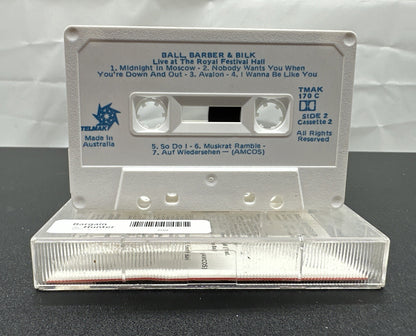 BALL, BARBER & BILK
Live at The Royal Festival Hall
1. Midnight in Moscow - 2. Nobody Wants You When
You're Down And Out - 3. Avalon - 4. I Wanna Be Like You
TELMAK
Made In
Australia
TMAK
170 C
SIDE 2
Cassette 2
All Rights
Reserved
5. So Do I - 6. Muskrat Ramble -
7. Auf Wiedersehen — (AMCOS)
Bargain
Hunter